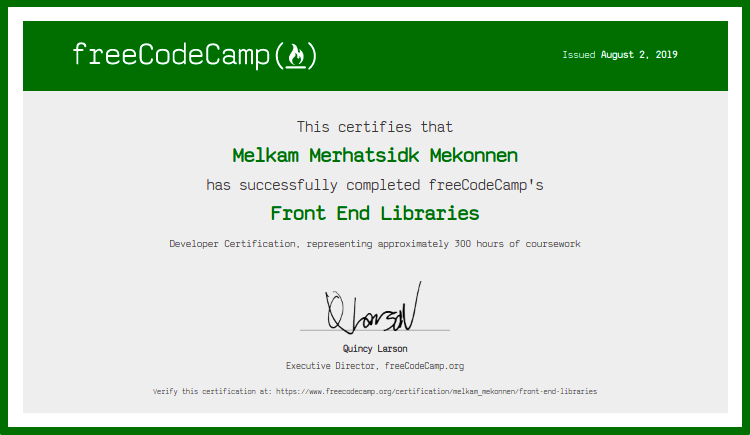 freeCodeCamp(🔥)
Issued August 2, 2019
This certifies that
Melkam Merhatsidk Mekonnen
has successfully completed freeCodeCamp's
Front End Libraries
Developer Certification, representing approximately 300 hours of coursework
Quincy Larson
Executive Director, freeCodeCamp.org
Verify this certification at: https://www.freecodecamp.org/certification/melkam_mekonnen/front-end-libraries